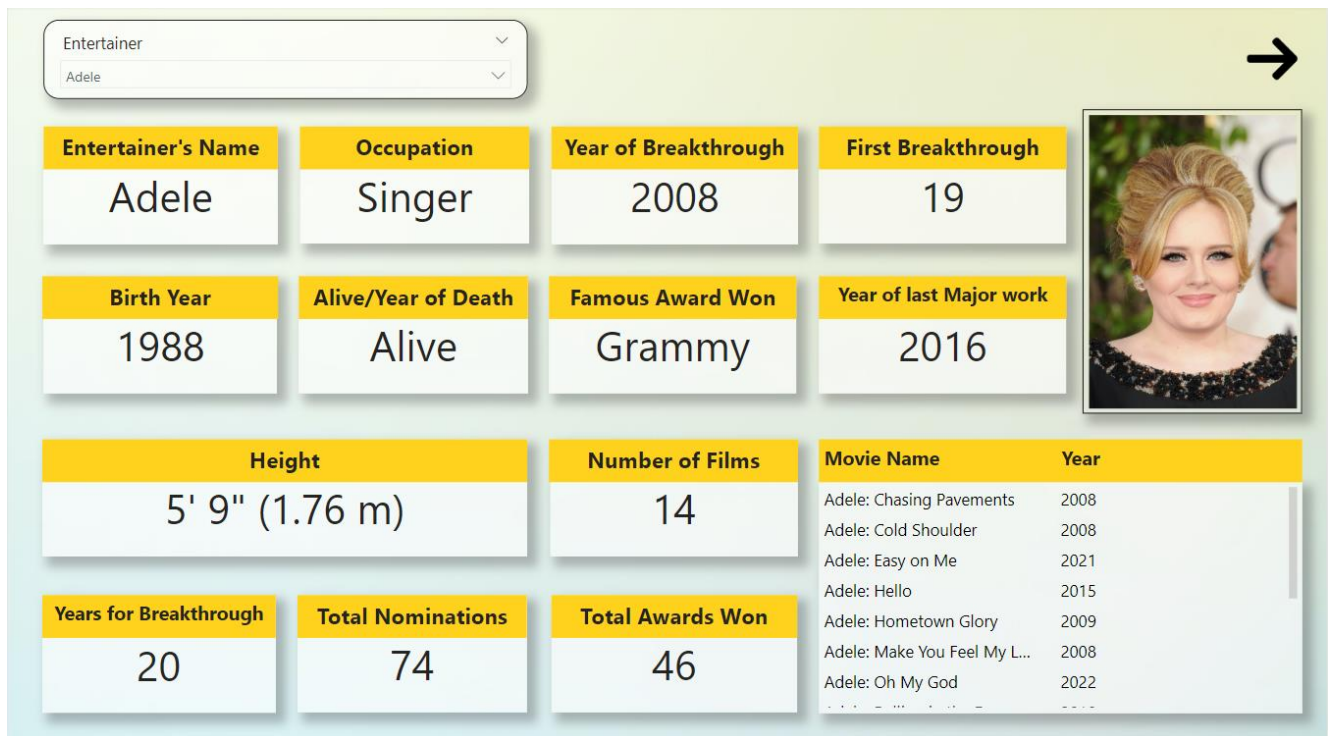 Entertainer
Adele
Entertainer's Name
Adele
Occupation
Singer
Year of Breakthrough
2008
First Breakthrough
19
Birth Year
1988
Alive/Year of Death
Alive
Famous Award Won
Grammy
Year of last Major work
2016
Height
5' 9" (1.76 m)
Number of Films
14
Movie Name Year
Adele: Chasing Pavements 2008
Adele: Cold Shoulder 2008
Adele: Easy on Me 2021
Adele: Hello 2015
Adele: Hometown Glory 2009
Adele: Make You Feel My L... 2008
Adele: Oh My God 2022
Years for Breakthrough
20
Total Nominations
74
Total Awards Won
46